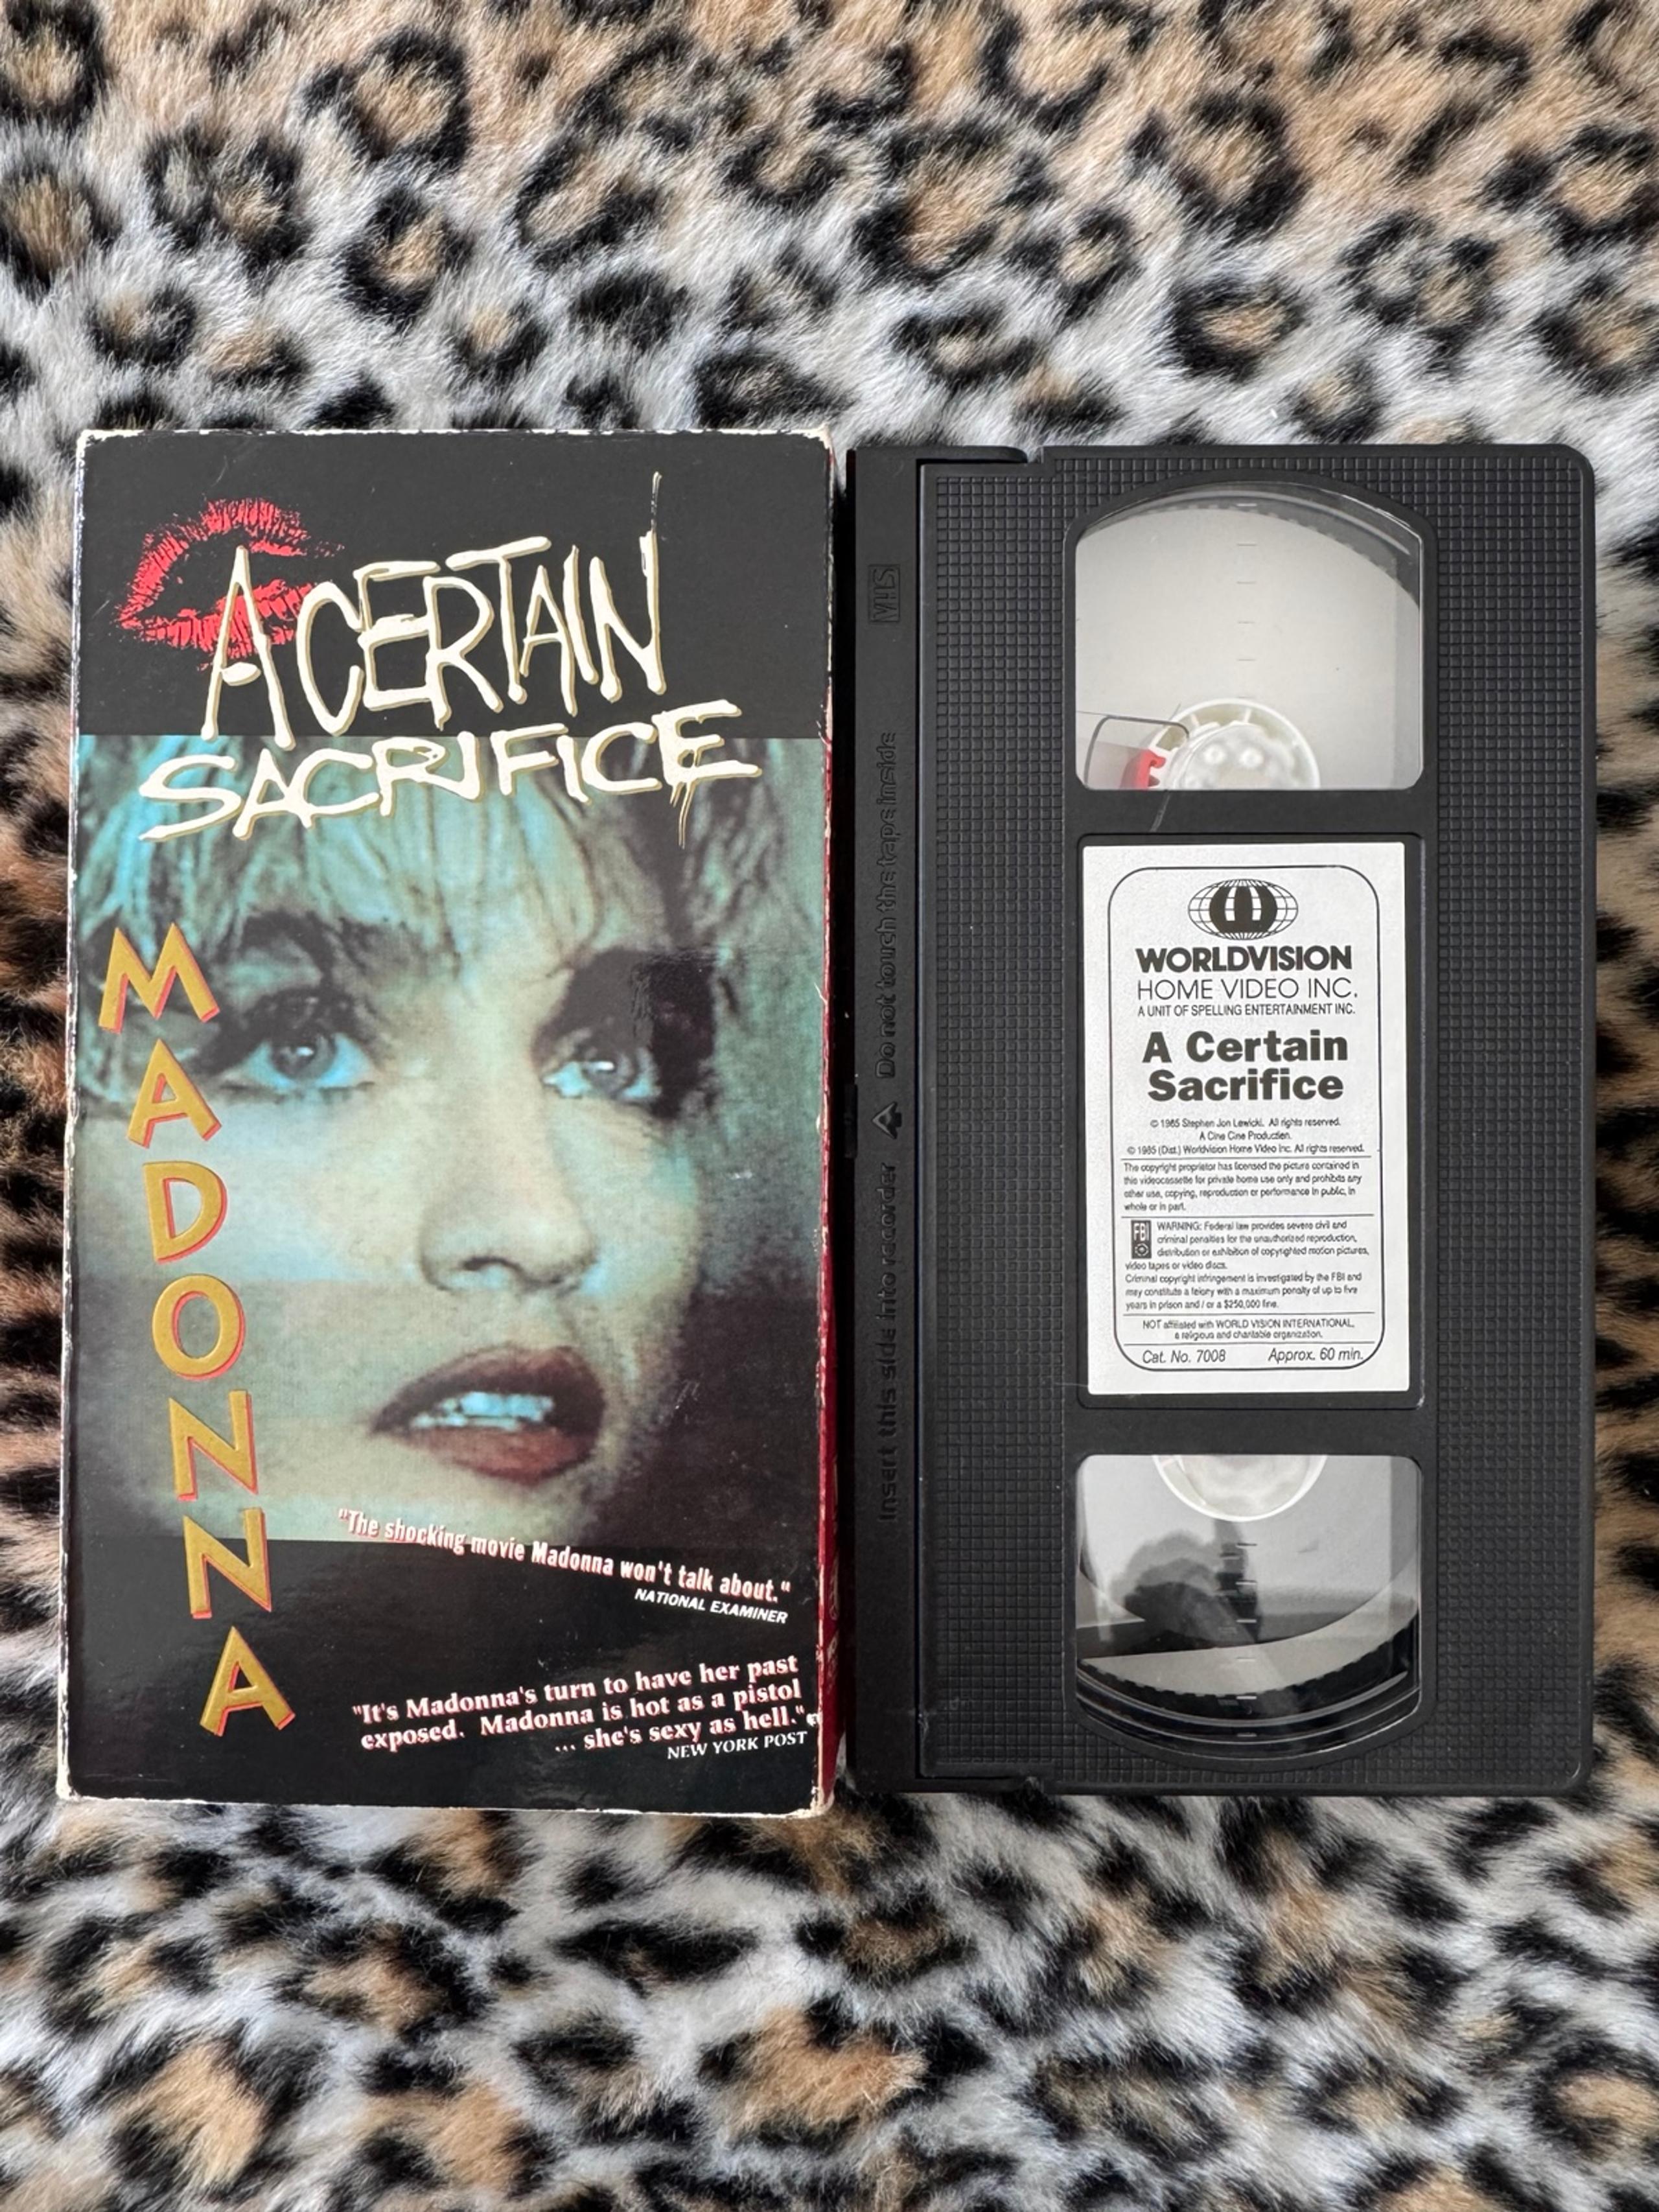 A CERTAIN
SACRIFICE
MADONNA
"The shocking movie Madonna won't talk about."
NATIONAL EXAMINER
"It's Madonna's turn to have her past
exposed. Madonna is hot as a pistol
... she's sexy as hell."
NEW YORK POST
VHS
Insert this side into recorder
Do not touch the tape inside
WORLDVISION
HOME VIDEO INC.
A UNIT OF SPELLING ENTERTAINMENT INC.
A Certain
Sacrifice
© 1985 Stephen Jon Lewicki. All rights reserved.
A Cine Cine Production.
© 1985 (Dist.) Worldvision Home Video Inc. All rights reserved.
The copyright proprietor has licensed the picture contained in
this videocassette for private home use only and prohibits any
other use, copying, reproduction or performance in public, in
whole or in part.
FBI
WARNING: Federal law provides severe civil and
criminal penalties for the unauthorized reproduction,
distribution or exhibition of copyrighted motion pictures,
video tapes or video discs.
Criminal copyright infringement is investigated by the FBI and
may constitute a felony with a maximum penalty of up to five
years in prison and / or a $250,000 fine.
NOT affiliated with WORLD VISION INTERNATIONAL,
a religious and charitable organization.
Cat. No. 7008 Approx. 60 min.